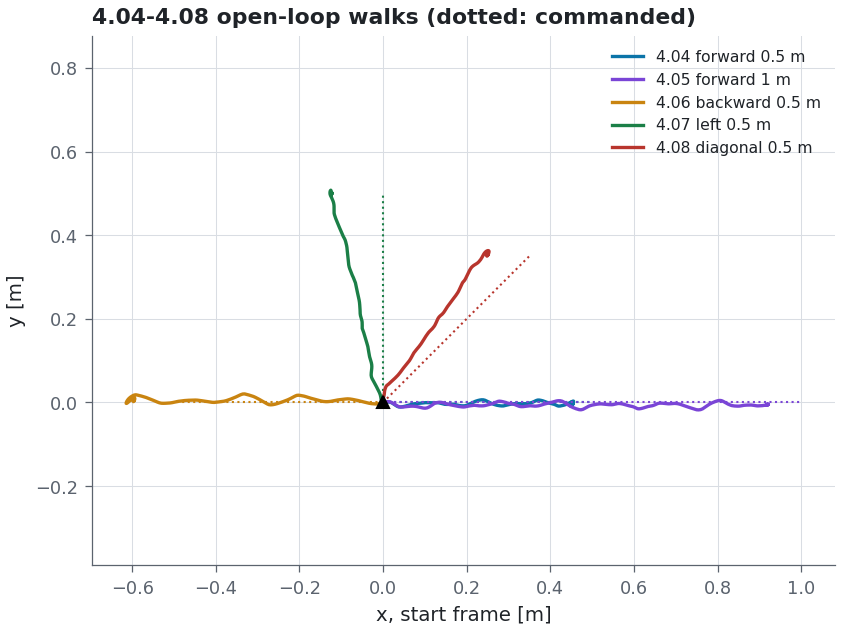 4.04-4.08 open-loop walks (dotted: commanded)
4.04 forward 0.5 m
4.05 forward 1 m
4.06 backward 0.5 m
4.07 left 0.5 m
4.08 diagonal 0.5 m
y [m]
0.8
0.6
0.4
0.2
0.0
−0.2
−0.6
−0.4
−0.2
0.0
0.2
0.4
0.6
0.8
1.0
x, start frame [m]